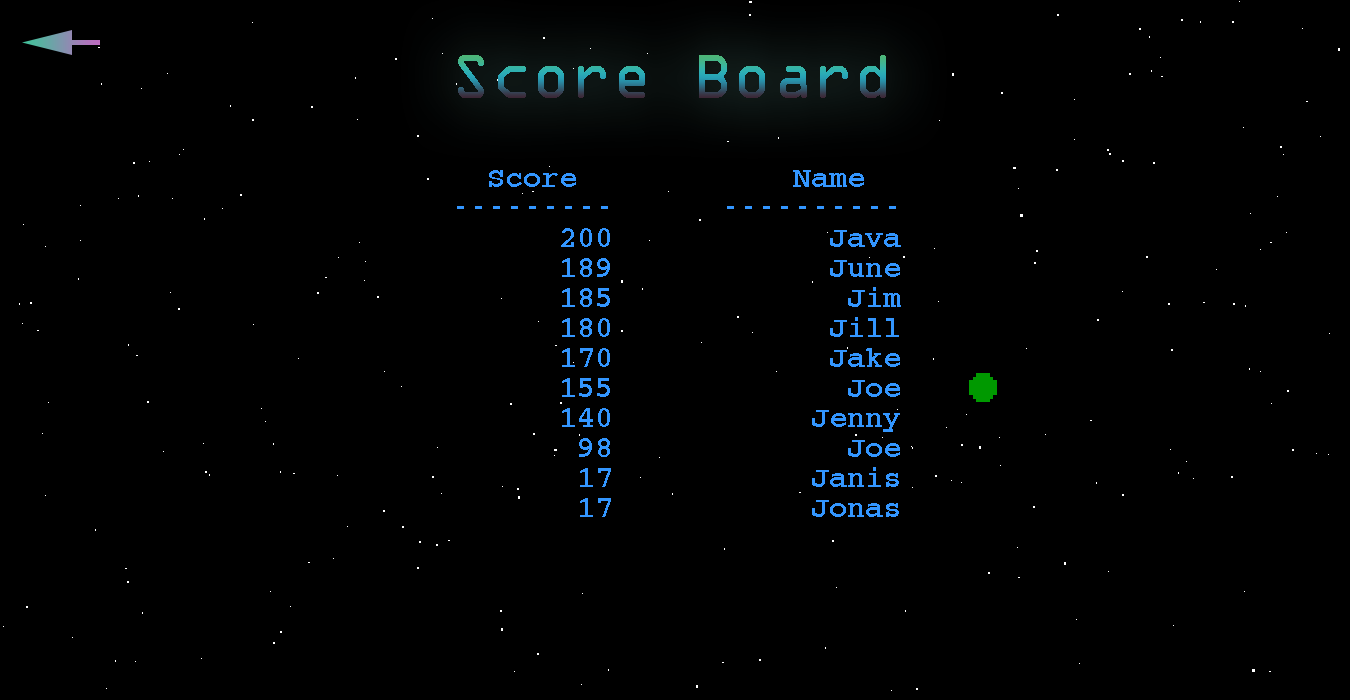 Score Board
Score Name
--------- ----------
200 Java
189 June
185 Jim
180 Jill
170 Jake
155 Joe
140 Jenny
98 Joe
17 Janis
17 Jonas